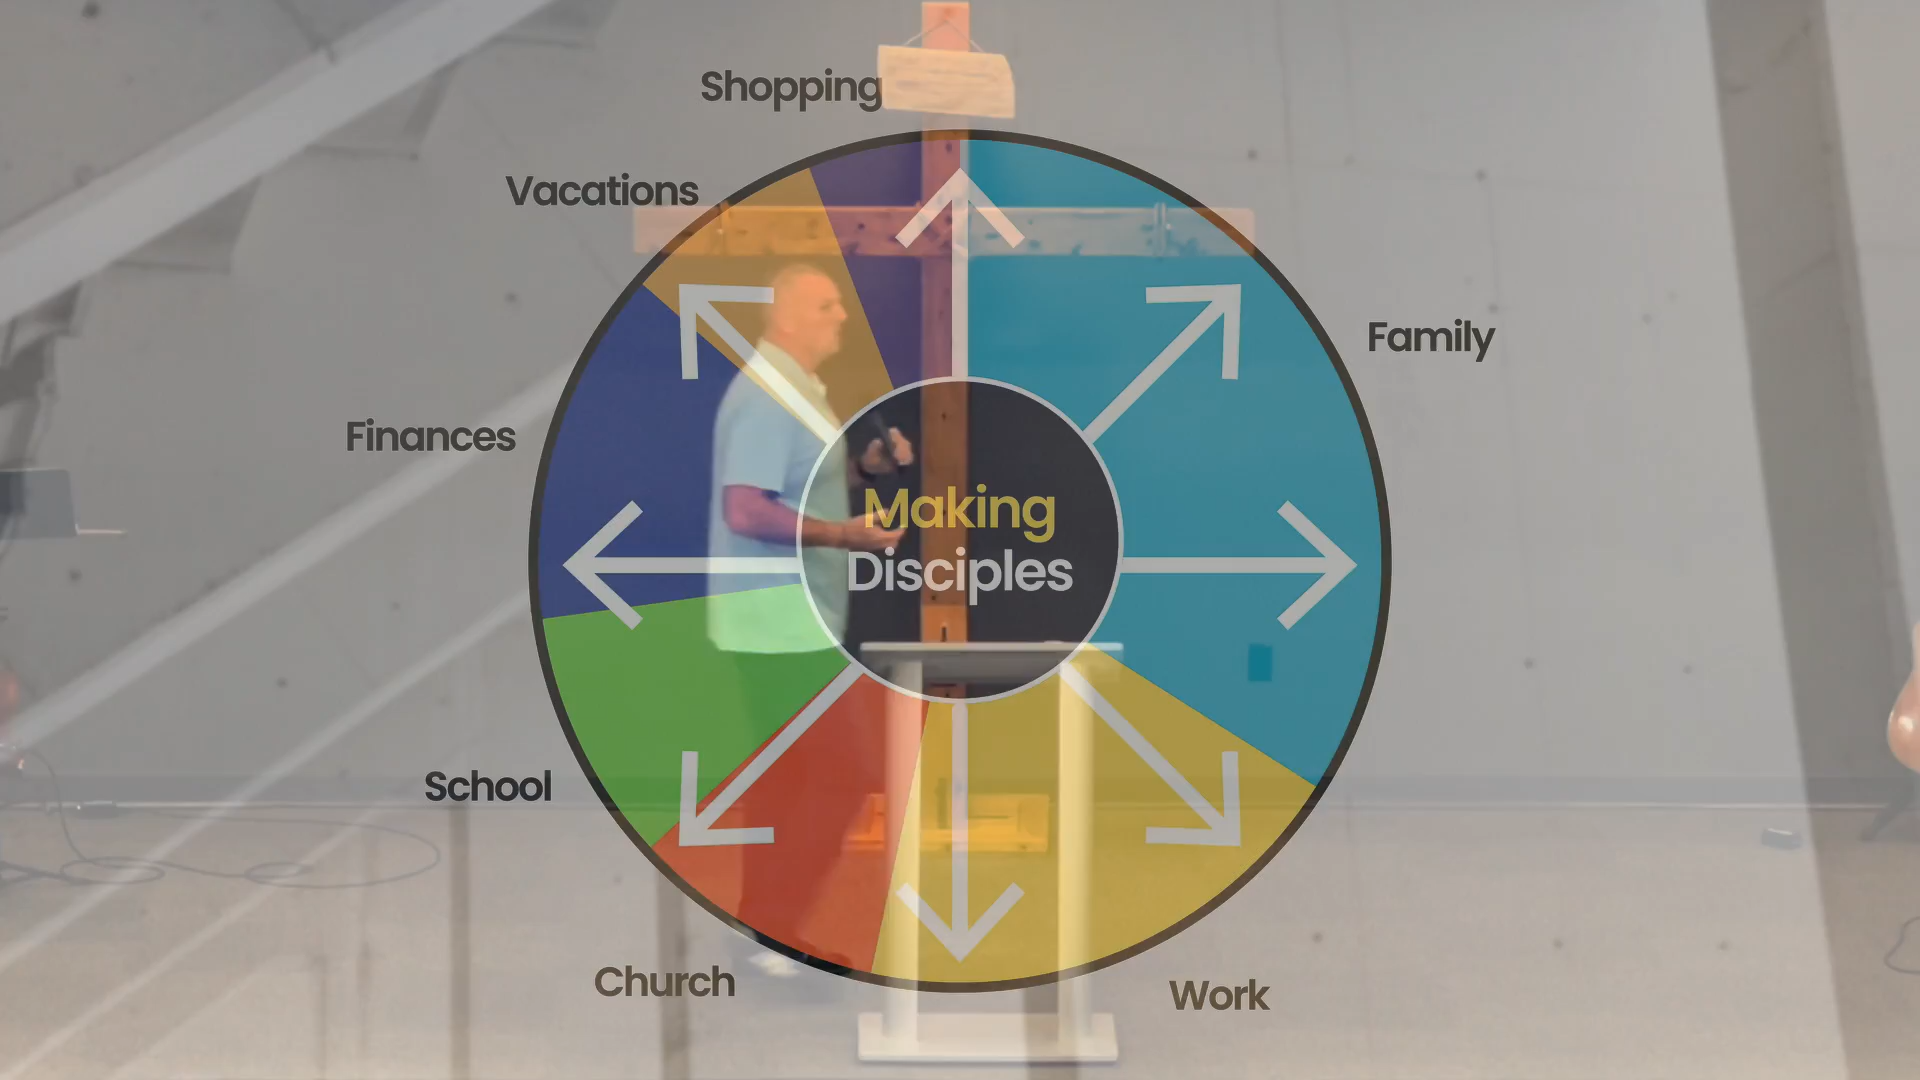 Shopping
Vacations
Family
Finances
Making
Disciples
School
Church
Work